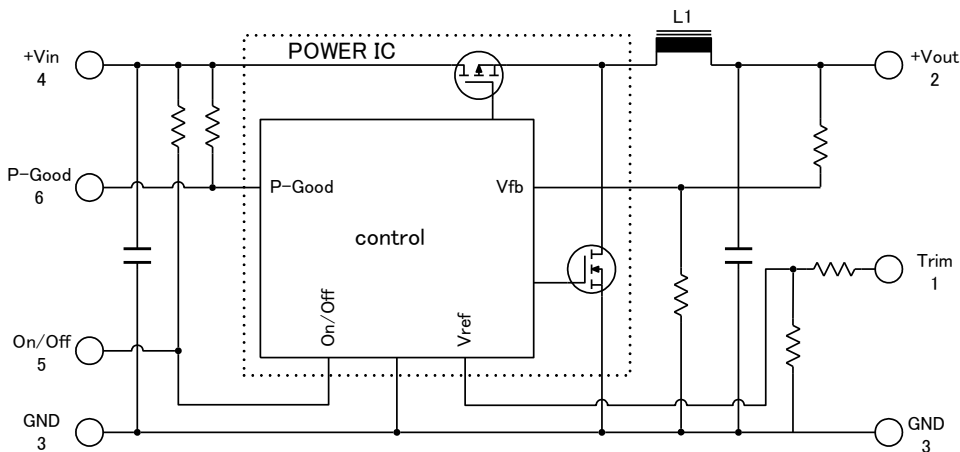 L1
POWER IC
+Vin
4
+Vout
2
P-Good
6
P-Good
Vfb
control
Trim
1
On/Off
Vref
On/Off
5
GND
3
GND
3